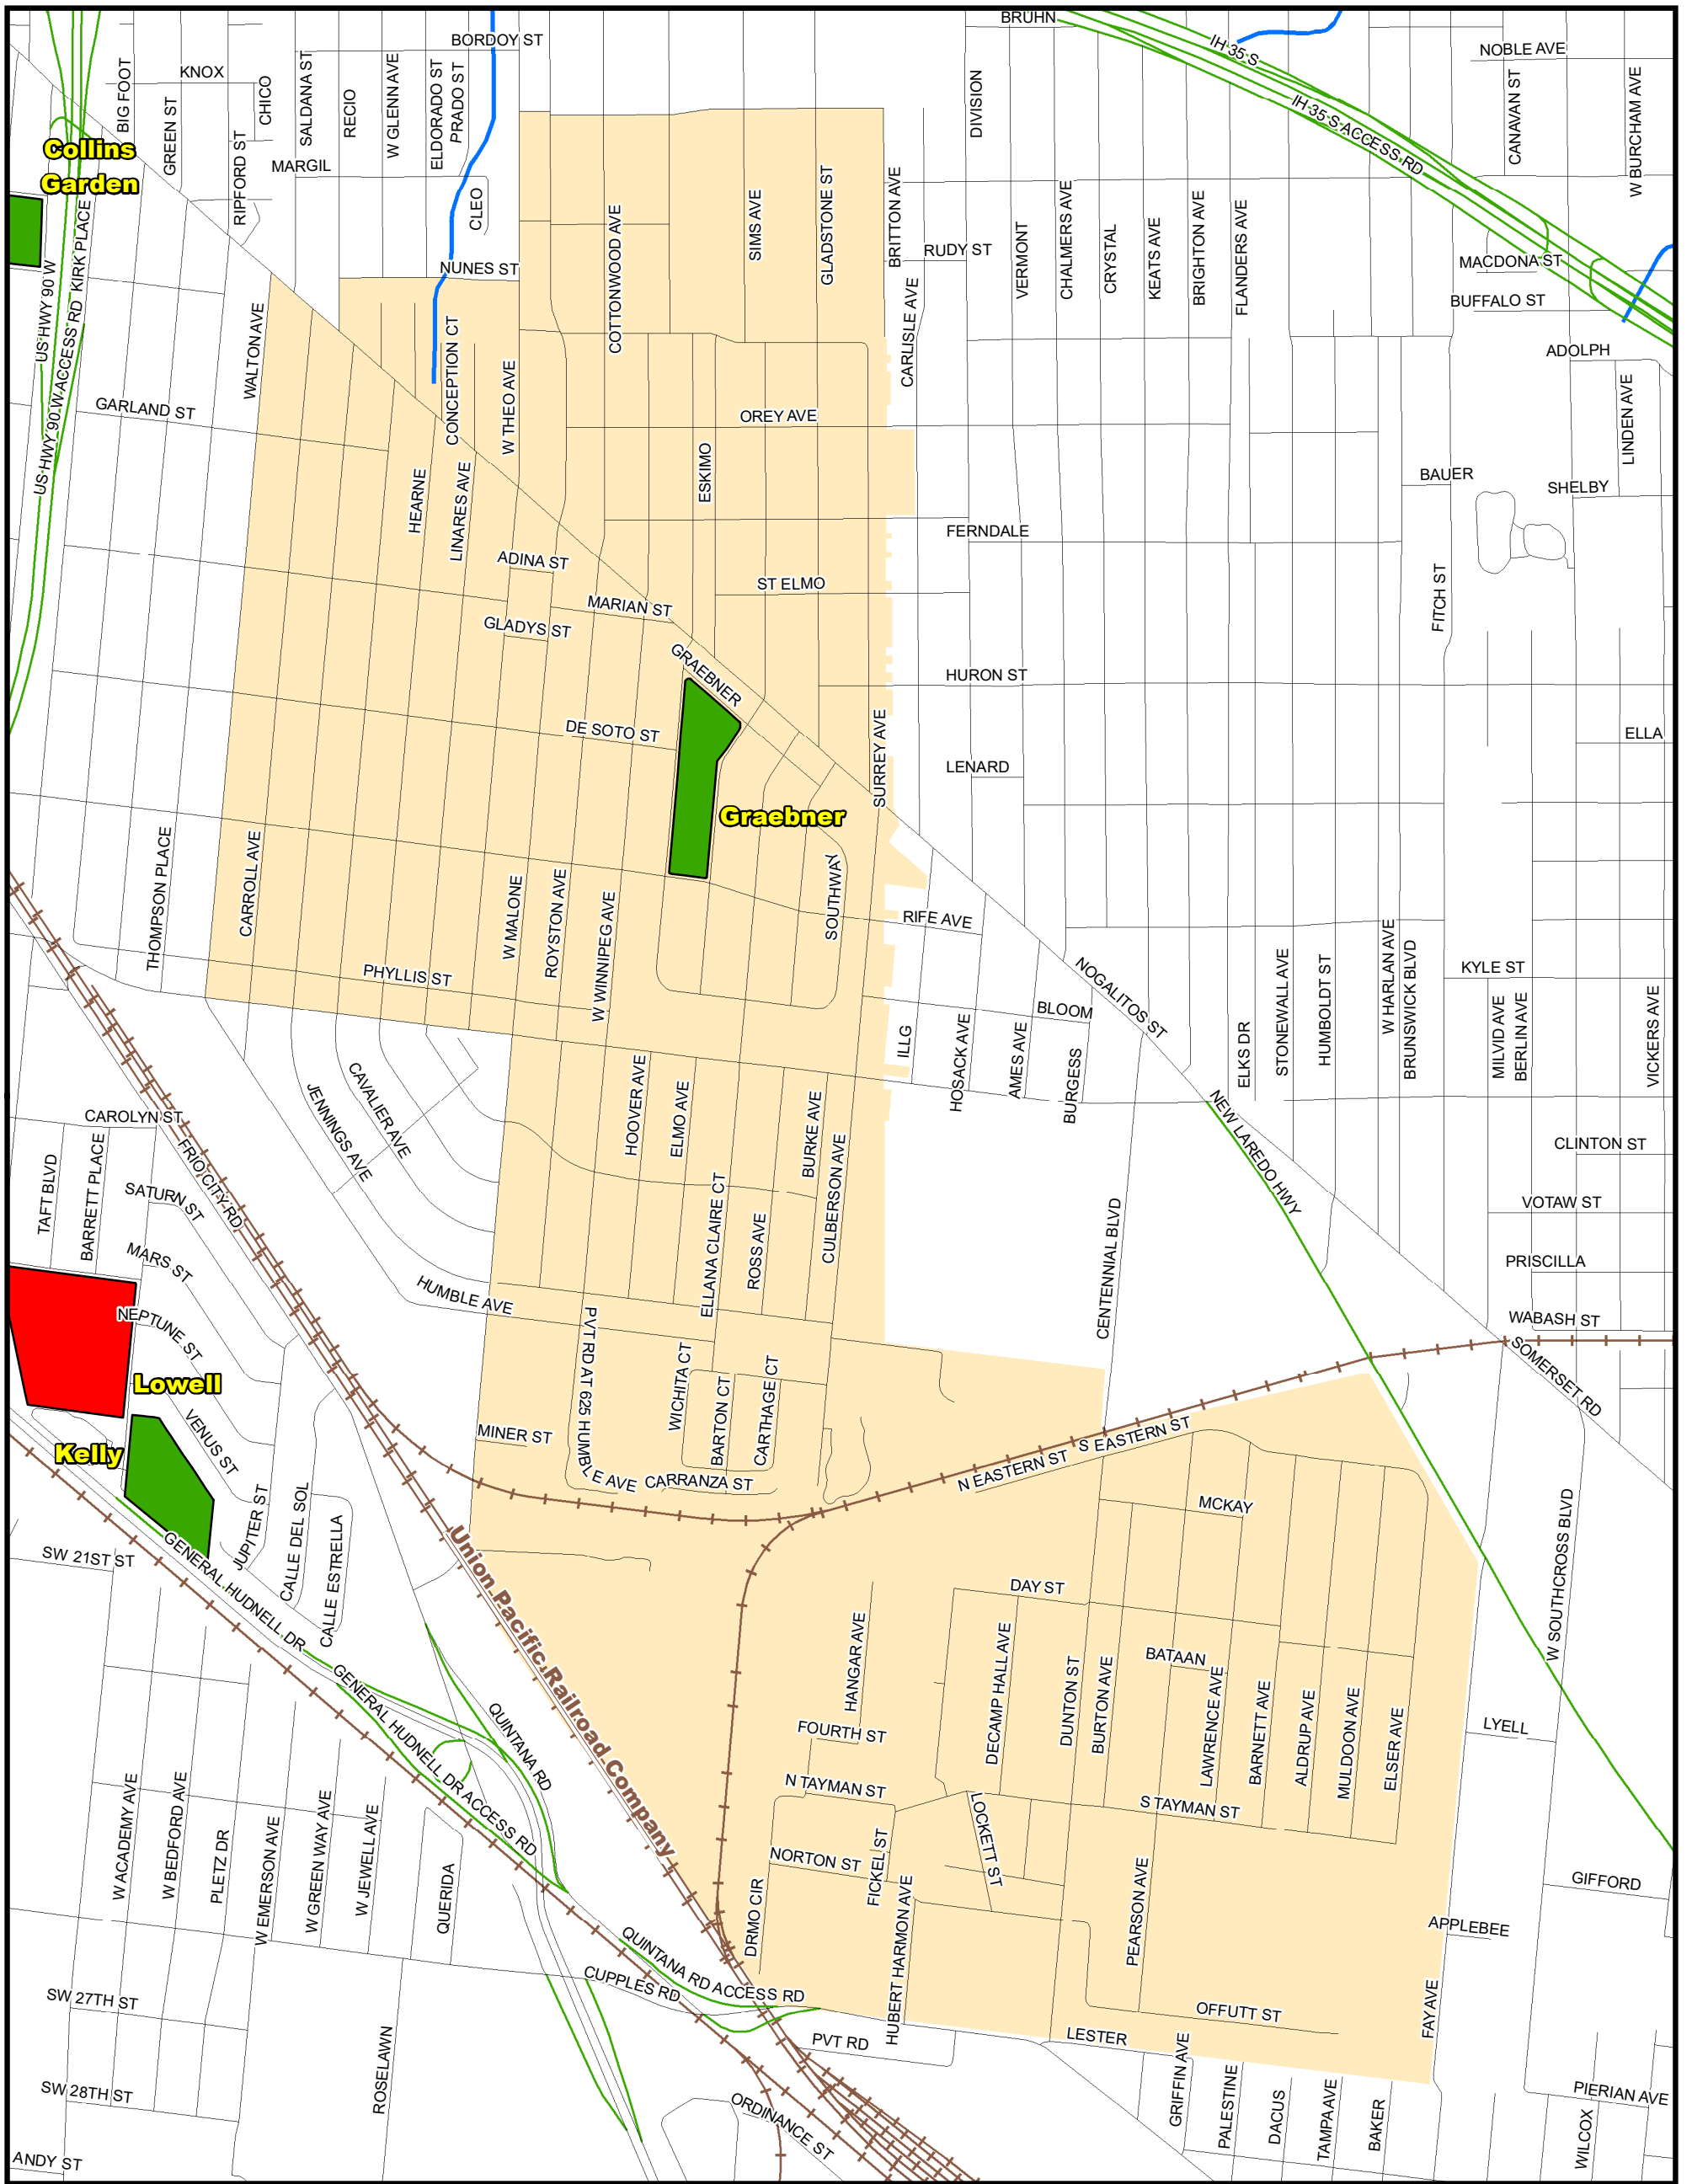 BRUHN
BORDOY ST
IH 35 S
NOBLE AVE
KNOX
BIG FOOT
GREEN ST
CHICO
SALDANA ST
RECIO
W GLENN AVE
ELDORADO ST
PRADO ST
DIVISION
IH 35 S ACCESS RD
CANAVAN ST
W BURCHAM AVE
Collins
Garden
RIPFORD ST
MARGIL
CLEO
COTTONWOOD AVE
SIMS AVE
GLADSTONE ST
BRITTON AVE
RUDY ST
VERMONT
CHALMERS AVE
CRYSTAL
KEATS AVE
BRIGHTON AVE
FLANDERS AVE
MACDONA ST
BUFFALO ST
US HWY 90 W
US HWY 90 W ACCESS RD
KIRK PLACE
NUNES ST
WALTON AVE
CONCEPTION CT
W THEO AVE
CARLISLE AVE
ADOLPH
LINDEN AVE
GARLAND ST
OREY AVE
HEARNE
LINARES AVE
ESKIMO
BAUER
SHELBY
FERNDALE
ADINA ST
ST ELMO
FITCH ST
MARIAN ST
GLADYS ST
GRAEBNER
HURON ST
DE SOTO ST
SURREY AVE
ELLA
LENARD
Graebner
THOMPSON PLACE
CARROLL AVE
W MALONE
ROYSTON AVE
W WINNIPEG AVE
SOUTHWAY
RIFE AVE
PHYLLIS ST
NOGALITOS ST
KYLE ST
BLOOM
ILLG
HOSACK AVE
AMES AVE
BURGESS
ELKS DR
STONEWALL AVE
HUMBOLDT ST
W HARLAN AVE
BRUNSWICK BLVD
MILVID AVE
BERLIN AVE
VICKERS AVE
CAROLYN ST
JENNINGS AVE
CAVALIER AVE
HOOVER AVE
ELMO AVE
BURKE AVE
CULBERSON AVE
NEW LAREDO HWY
CLINTON ST
FRIO CITY RD
TAFT BLVD
BARRETT PLACE
SATURN ST
ELLANA CLAIRE CT
ROSS AVE
CENTENNIAL BLVD
VOTAW ST
MARS ST
PRISCILLA
HUMBLE AVE
NEPTUNE ST
WABASH ST
PVT RD AT 625 HUMBLE AVE
WICHITA CT
BARTON CT
CARTHAGE CT
SOMERSET RD
Lowell
VENUS ST
MINER ST
Kelly
CARRANZA ST
N EASTERN ST
S EASTERN ST
JUPITER ST
CALLE DEL SOL
CALLE ESTRELLA
MCKAY
W SOUTHCROSS BLVD
SW 21ST ST
GENERAL HUDNELL DR
Union Pacific Railroad Company
DAY ST
HANGAR AVE
DECAMP HALL AVE
DUNTON ST
BURTON AVE
BATAAN
LAWRENCE AVE
BARNETT AVE
ALDRUP AVE
MULDOON AVE
ELSER AVE
GENERAL HUDNELL DR ACCESS RD
QUINTANA RD
FOURTH ST
LYELL
N TAYMAN ST
S TAYMAN ST
LOCKETT ST
W ACADEMY AVE
W BEDFORD AVE
PLETZ DR
W EMERSON AVE
W GREEN WAY AVE
W JEWELL AVE
QUERIDA
NORTON ST
FICKEL ST
DRMO CIR
HUBERT HARMON AVE
PEARSON AVE
GIFFORD
APPLEBEE
QUINTANA RD ACCESS RD
CUPPLES RD
SW 27TH ST
OFFUTT ST
FAY AVE
PVT RD
LESTER
ROSELAWN
GRIFFIN AVE
PALESTINE
DACUS
TAMPA AVE
BAKER
SW 28TH ST
ORDINANCE ST
PIERIAN AVE
WILCOX
ANDY ST